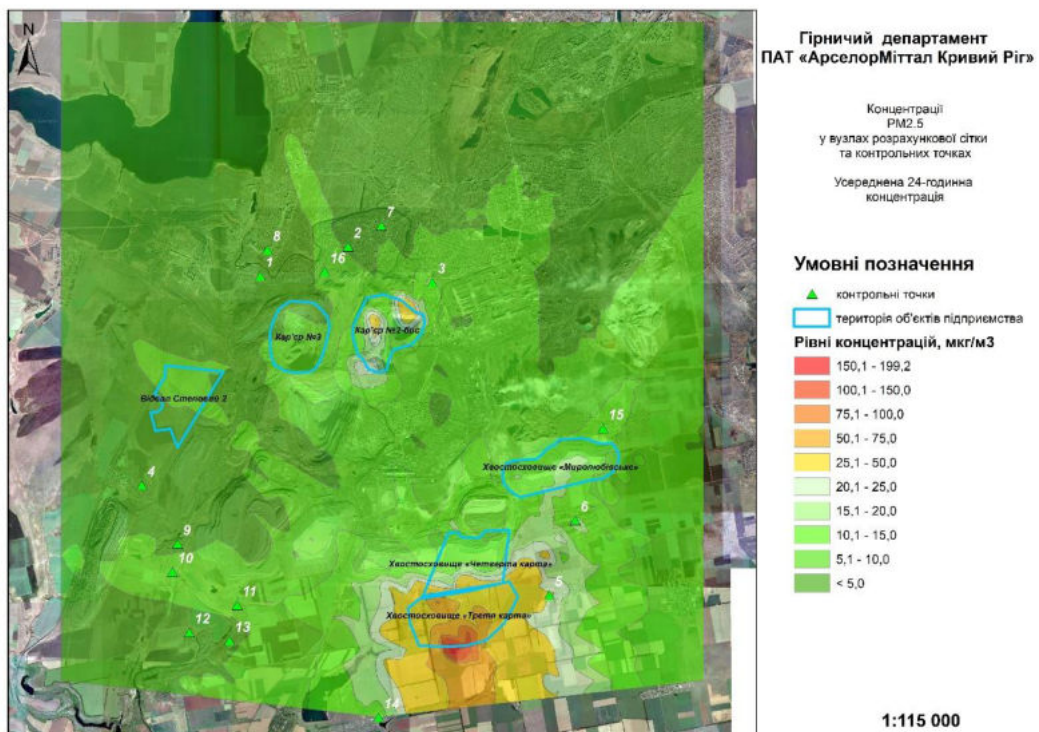 Гірничий департамент
ПАТ «АрселорМіттал Кривий Ріг»
Концентрації
PM2.5
у вузлах розрахункової сітки
та контрольних точках
Усереднена 24-годинна
концентрація
Умовні позначення
контрольні точки
територія об'єктів підприємства
Рівні концентрацій, мкг/м3
150,1 - 199,2
100,1 - 150,0
75,1 - 100,0
50,1 - 75,0
25,1 - 50,0
20,1 - 25,0
15,1 - 20,0
10,1 - 15,0
5,1 - 10,0
< 5,0
1:115 000
N
7
2
8
16
1
3
Кар'єр №3
Кар'єр №2-біс
Відвал Степовий 2
15
Хвостосховище «Миролюбівське»
4
6
9
Хвостосховище «Четверта карта»
10
5
11
Хвостосховище «Третя карта»
12
13
14